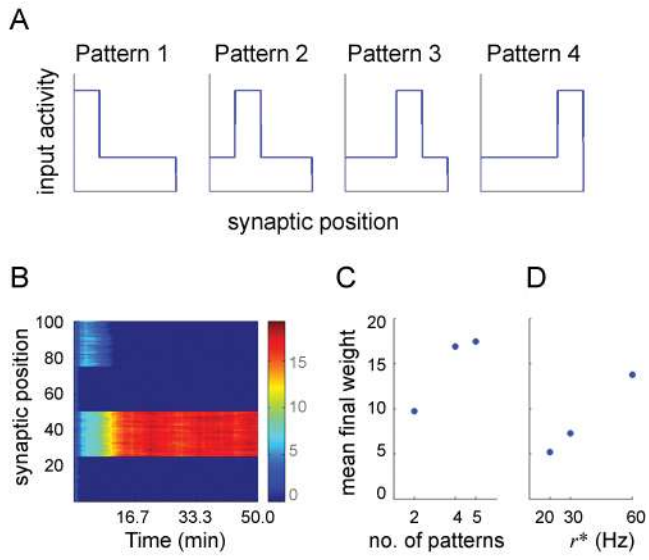 A
Pattern 1 Pattern 2 Pattern 3 Pattern 4
input activity
synaptic position
B
C
D
synaptic position
100
80
60
40
20
16.7 33.3 50.0
Time (min)
15
10
5
0
mean final weight
20
15
10
5
0
2 4 5
no. of patterns
20 30 60
r* (Hz)